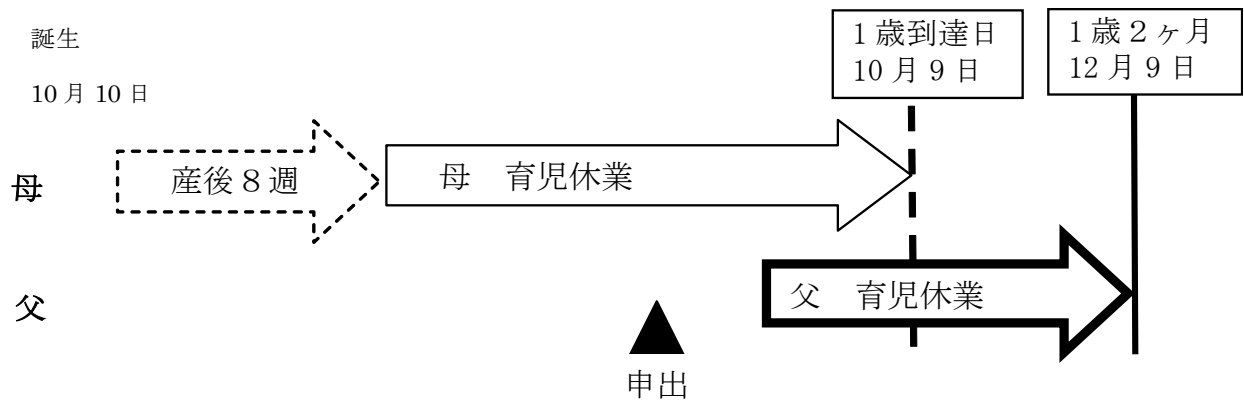 誕生
10月10日
1歳到達日
10月9日
1歳2ヶ月
12月9日
母
産後8週
母　育児休業
父
父　育児休業
申出